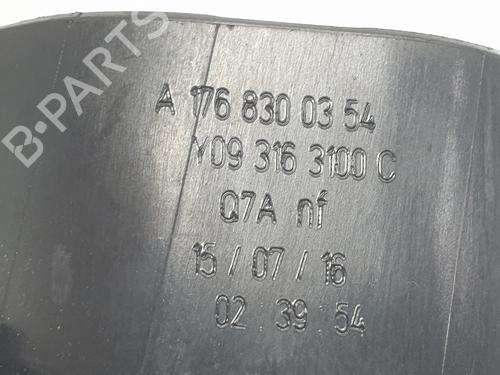 B-PARTS
A 176 830 03 54
Y09 316 3100 C
Q7A nf
15 / 07 / 16
02 : 39 : 54